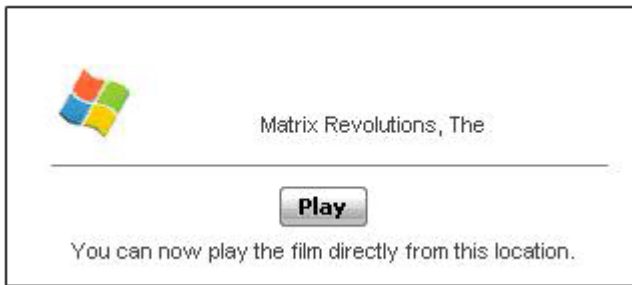 Matrix Revolutions, The
Play
You can now play the film directly from this location.